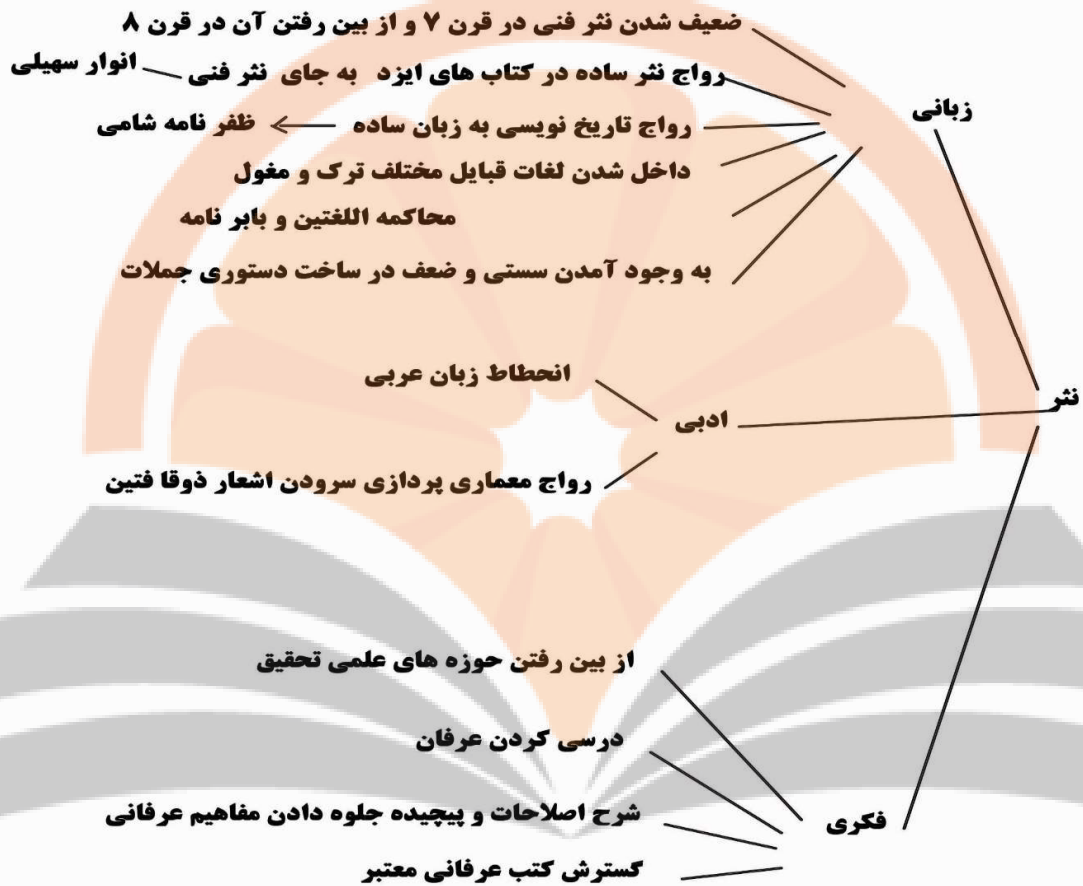 نثر
زبانی
ضعیف شدن نثر فنی در قرن ۷ و از بین رفتن آن در قرن ۸
رواج نثر ساده در کتاب های ایزد به جای نثر فنی انوار سهیلی
رواج تاریخ نویسی به زبان ساده ظفر نامه شامی
داخل شدن لغات قبایل مختلف ترک و مغول
محاکمه اللغتین و بابر نامه
به وجود آمدن سستی و ضعف در ساخت دستوری جملات
ادبی
انحطاط زبان عربی
رواج معماری پردازی سرودن اشعار ذوقا فتین
فکری
از بین رفتن حوزه های علمی تحقیق
درسی کردن عرفان
شرح اصلاحات و پیچیده جلوه دادن مفاهیم عرفانی
گسترش کتب عرفانی معتبر